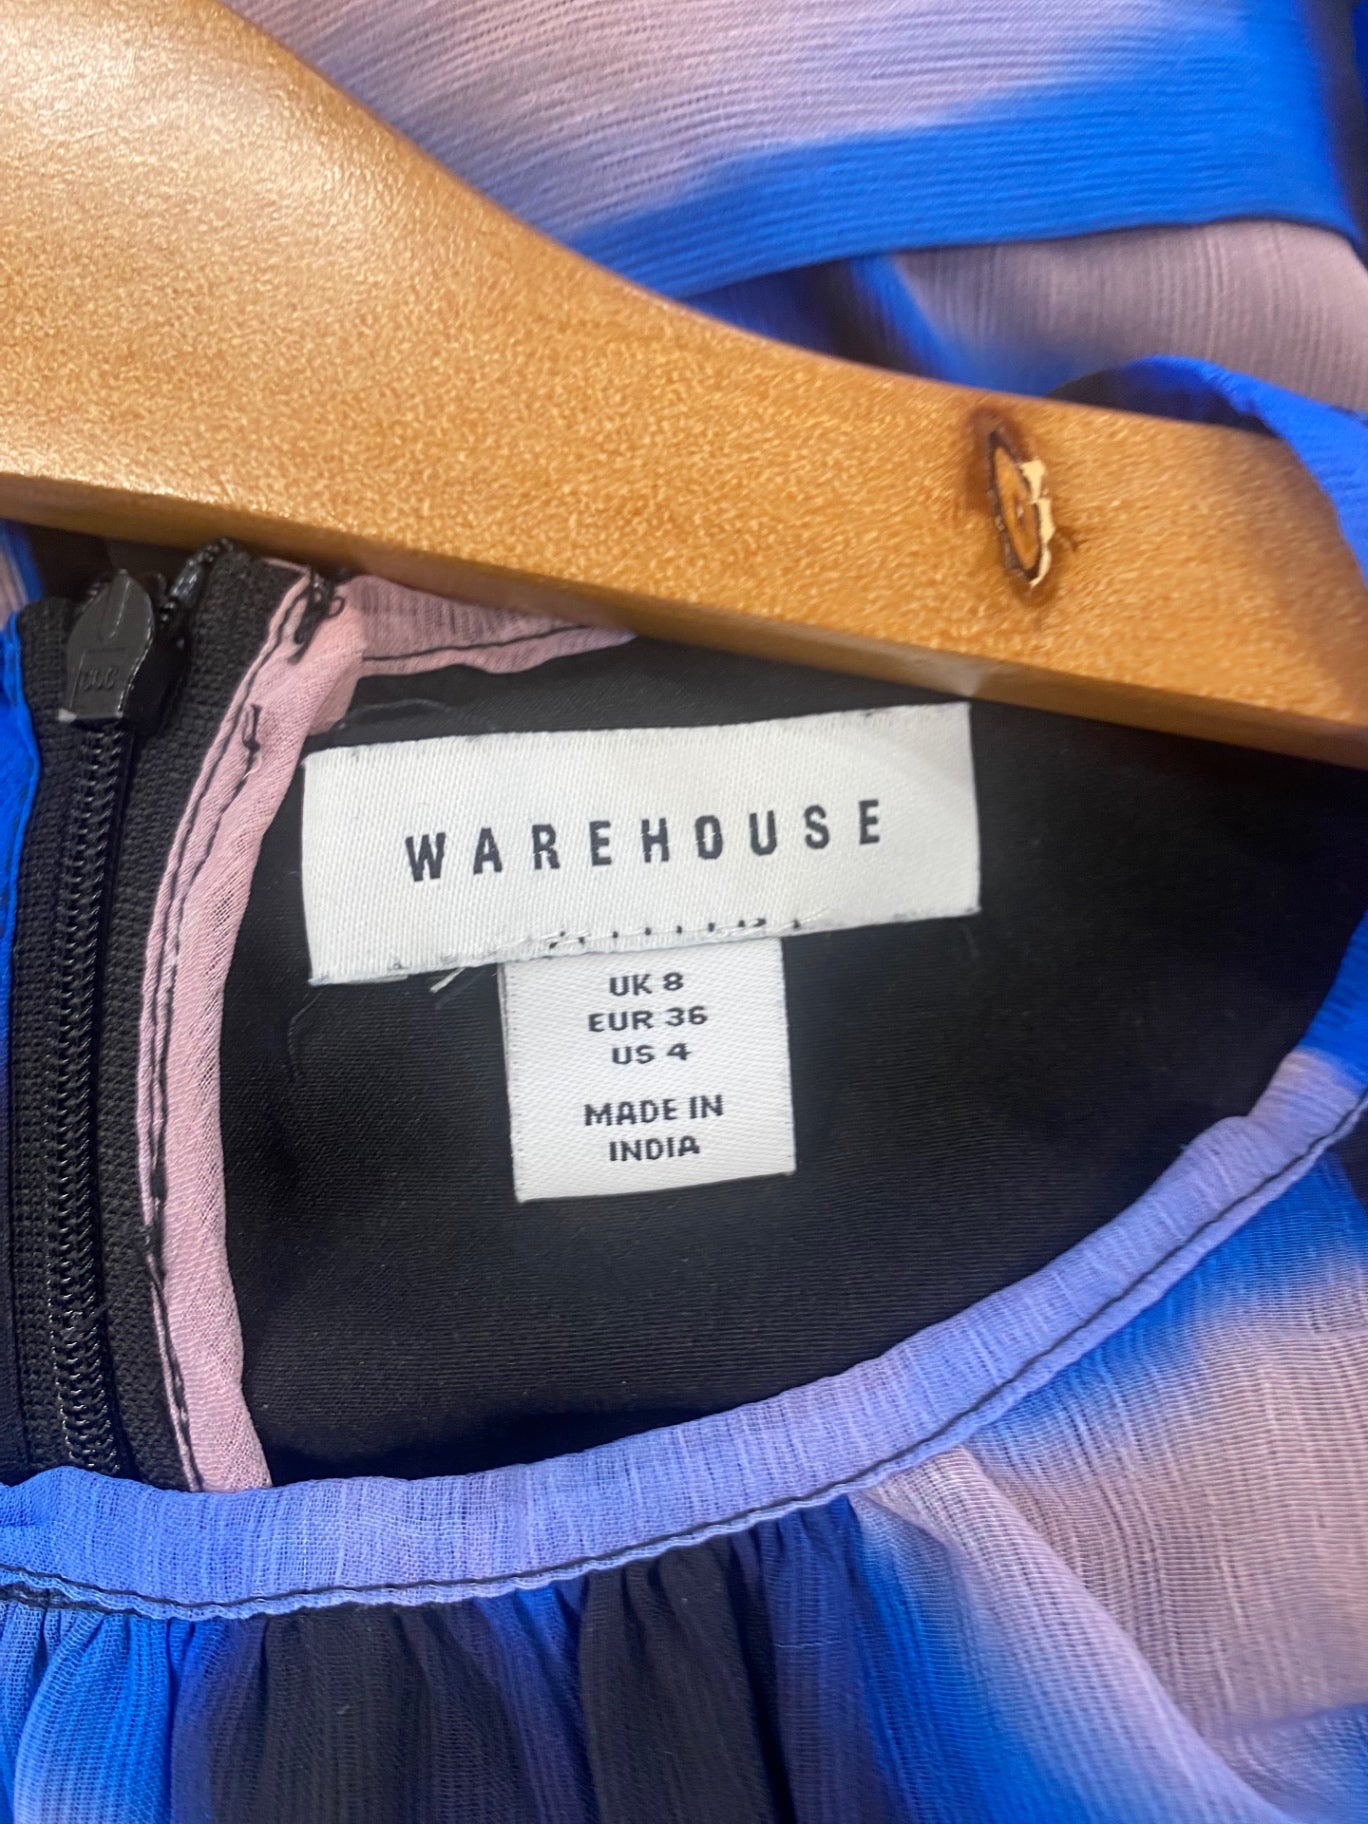 WAREHOUSE
UK 8
EUR 36
US 4
MADE IN
INDIA